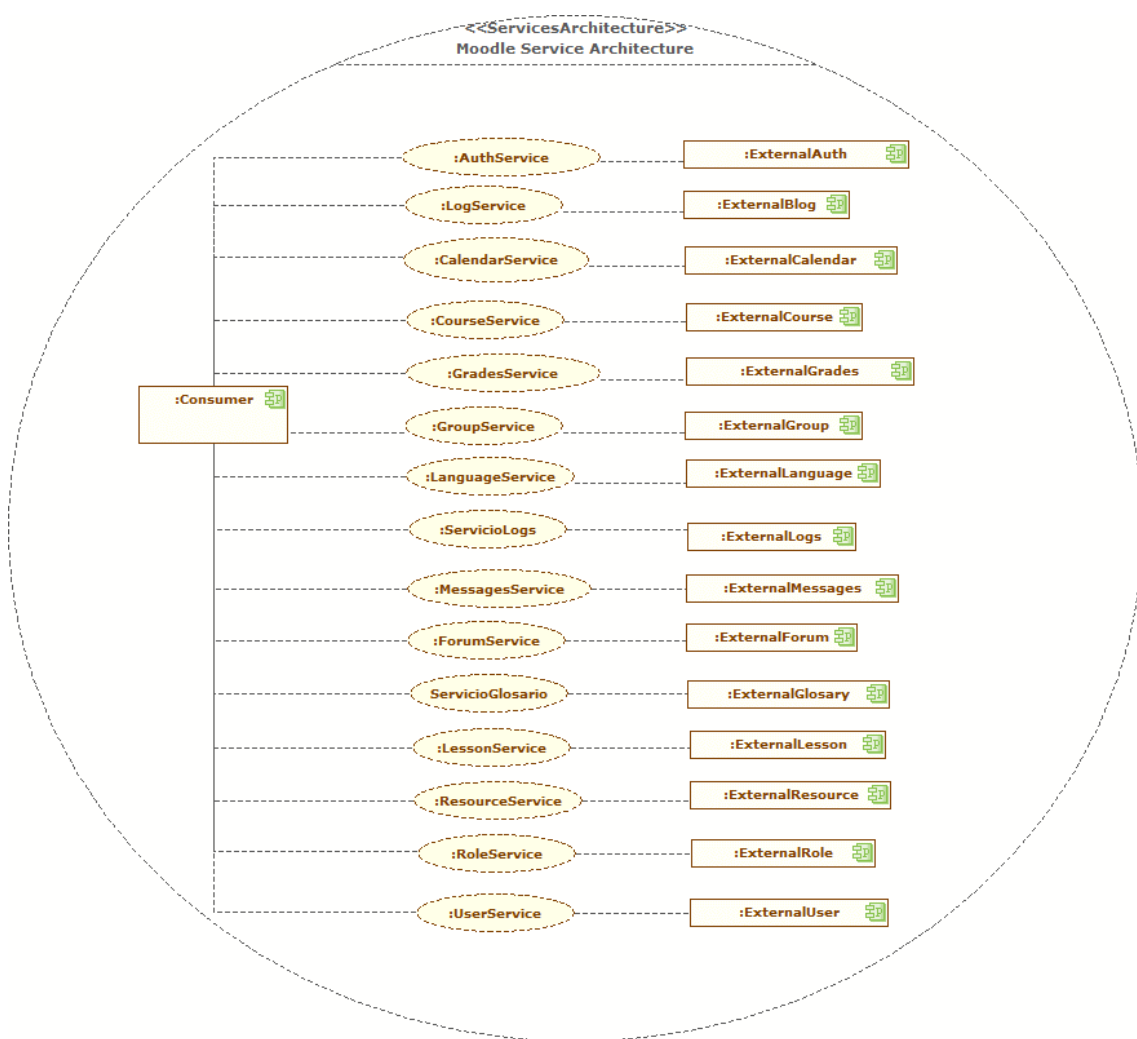 <<ServicesArchitecture>>
Moodle Service Architecture
:AuthService
:ExternalAuth
:LogService
:ExternalBlog
:CalendarService
:ExternalCalendar
:CourseService
:ExternalCourse
:GradesService
:ExternalGrades
:Consumer
:GroupService
:ExternalGroup
:LanguageService
:ExternalLanguage
:ServicioLogs
:ExternalLogs
:MessagesService
:ExternalMessages
:ForumService
:ExternalForum
ServicioGlosario
:ExternalGlosary
:LessonService
:ExternalLesson
:ResourceService
:ExternalResource
:RoleService
:ExternalRole
:UserService
:ExternalUser